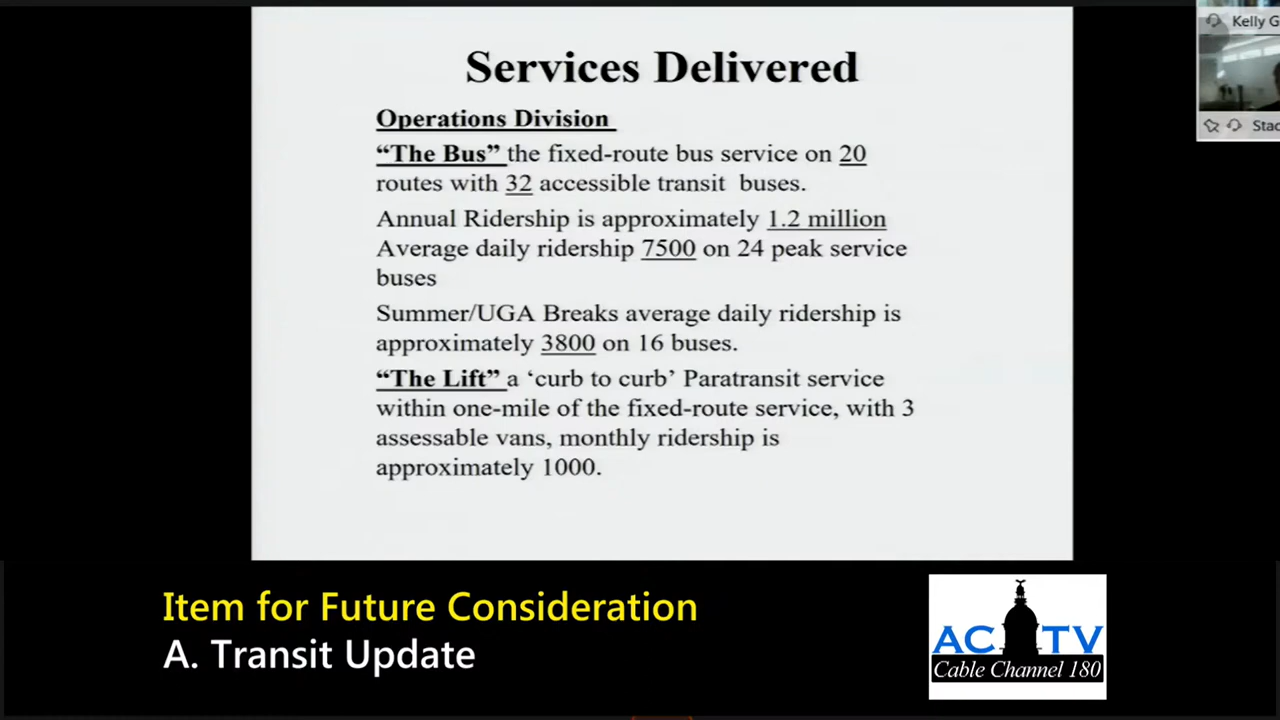 Services Delivered
Kelly G
Operations Division
“The Bus” the fixed-route bus service on 20
routes with 32 accessible transit buses.
Stac
Annual Ridership is approximately 1.2 million
Average daily ridership 7500 on 24 peak service
buses
Summer/UGA Breaks average daily ridership is
approximately 3800 on 16 buses.
“The Lift” a ‘curb to curb’ Paratransit service
within one-mile of the fixed-route service, with 3
assessable vans, monthly ridership is
approximately 1000.
Item for Future Consideration
A. Transit Update
AC TV
Cable Channel 180